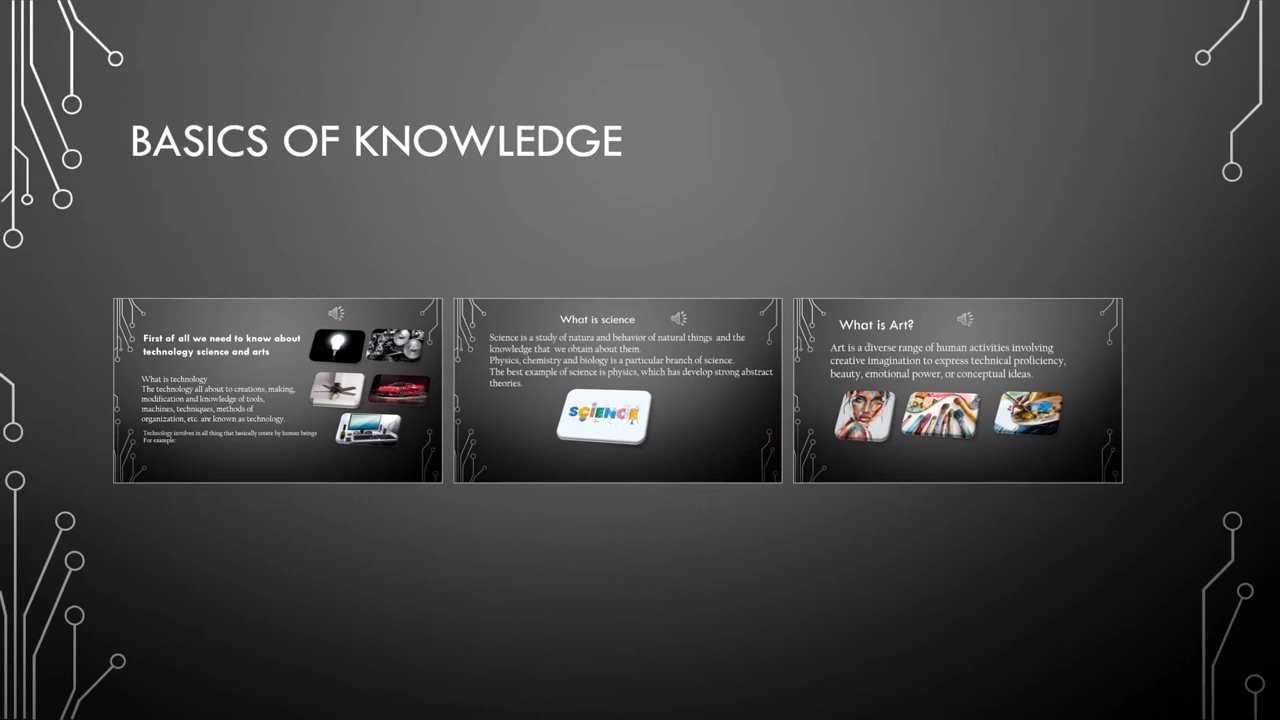 BASICS OF KNOWLEDGE
First of all we need to know about
technology science and arts
What is technology
The technology all about to creations, making,
modification and knowledge of tools,
machines, techniques, methods of
organization, etc. are known as technology.
Technology involves in all thing that basically create by human beings
For example:
What is science
Science is a study of natura and behavior of natural things and the
knowledge that we obtain about them.
Physics, chemistry and biology is a particular branch of science.
The best example of science is physics, which has develop strong abstract
theories.
SCIENCE
What is Art?
Art is a diverse range of human activities involving
creative imagination to express technical proficiency,
beauty, emotional power, or conceptual ideas.